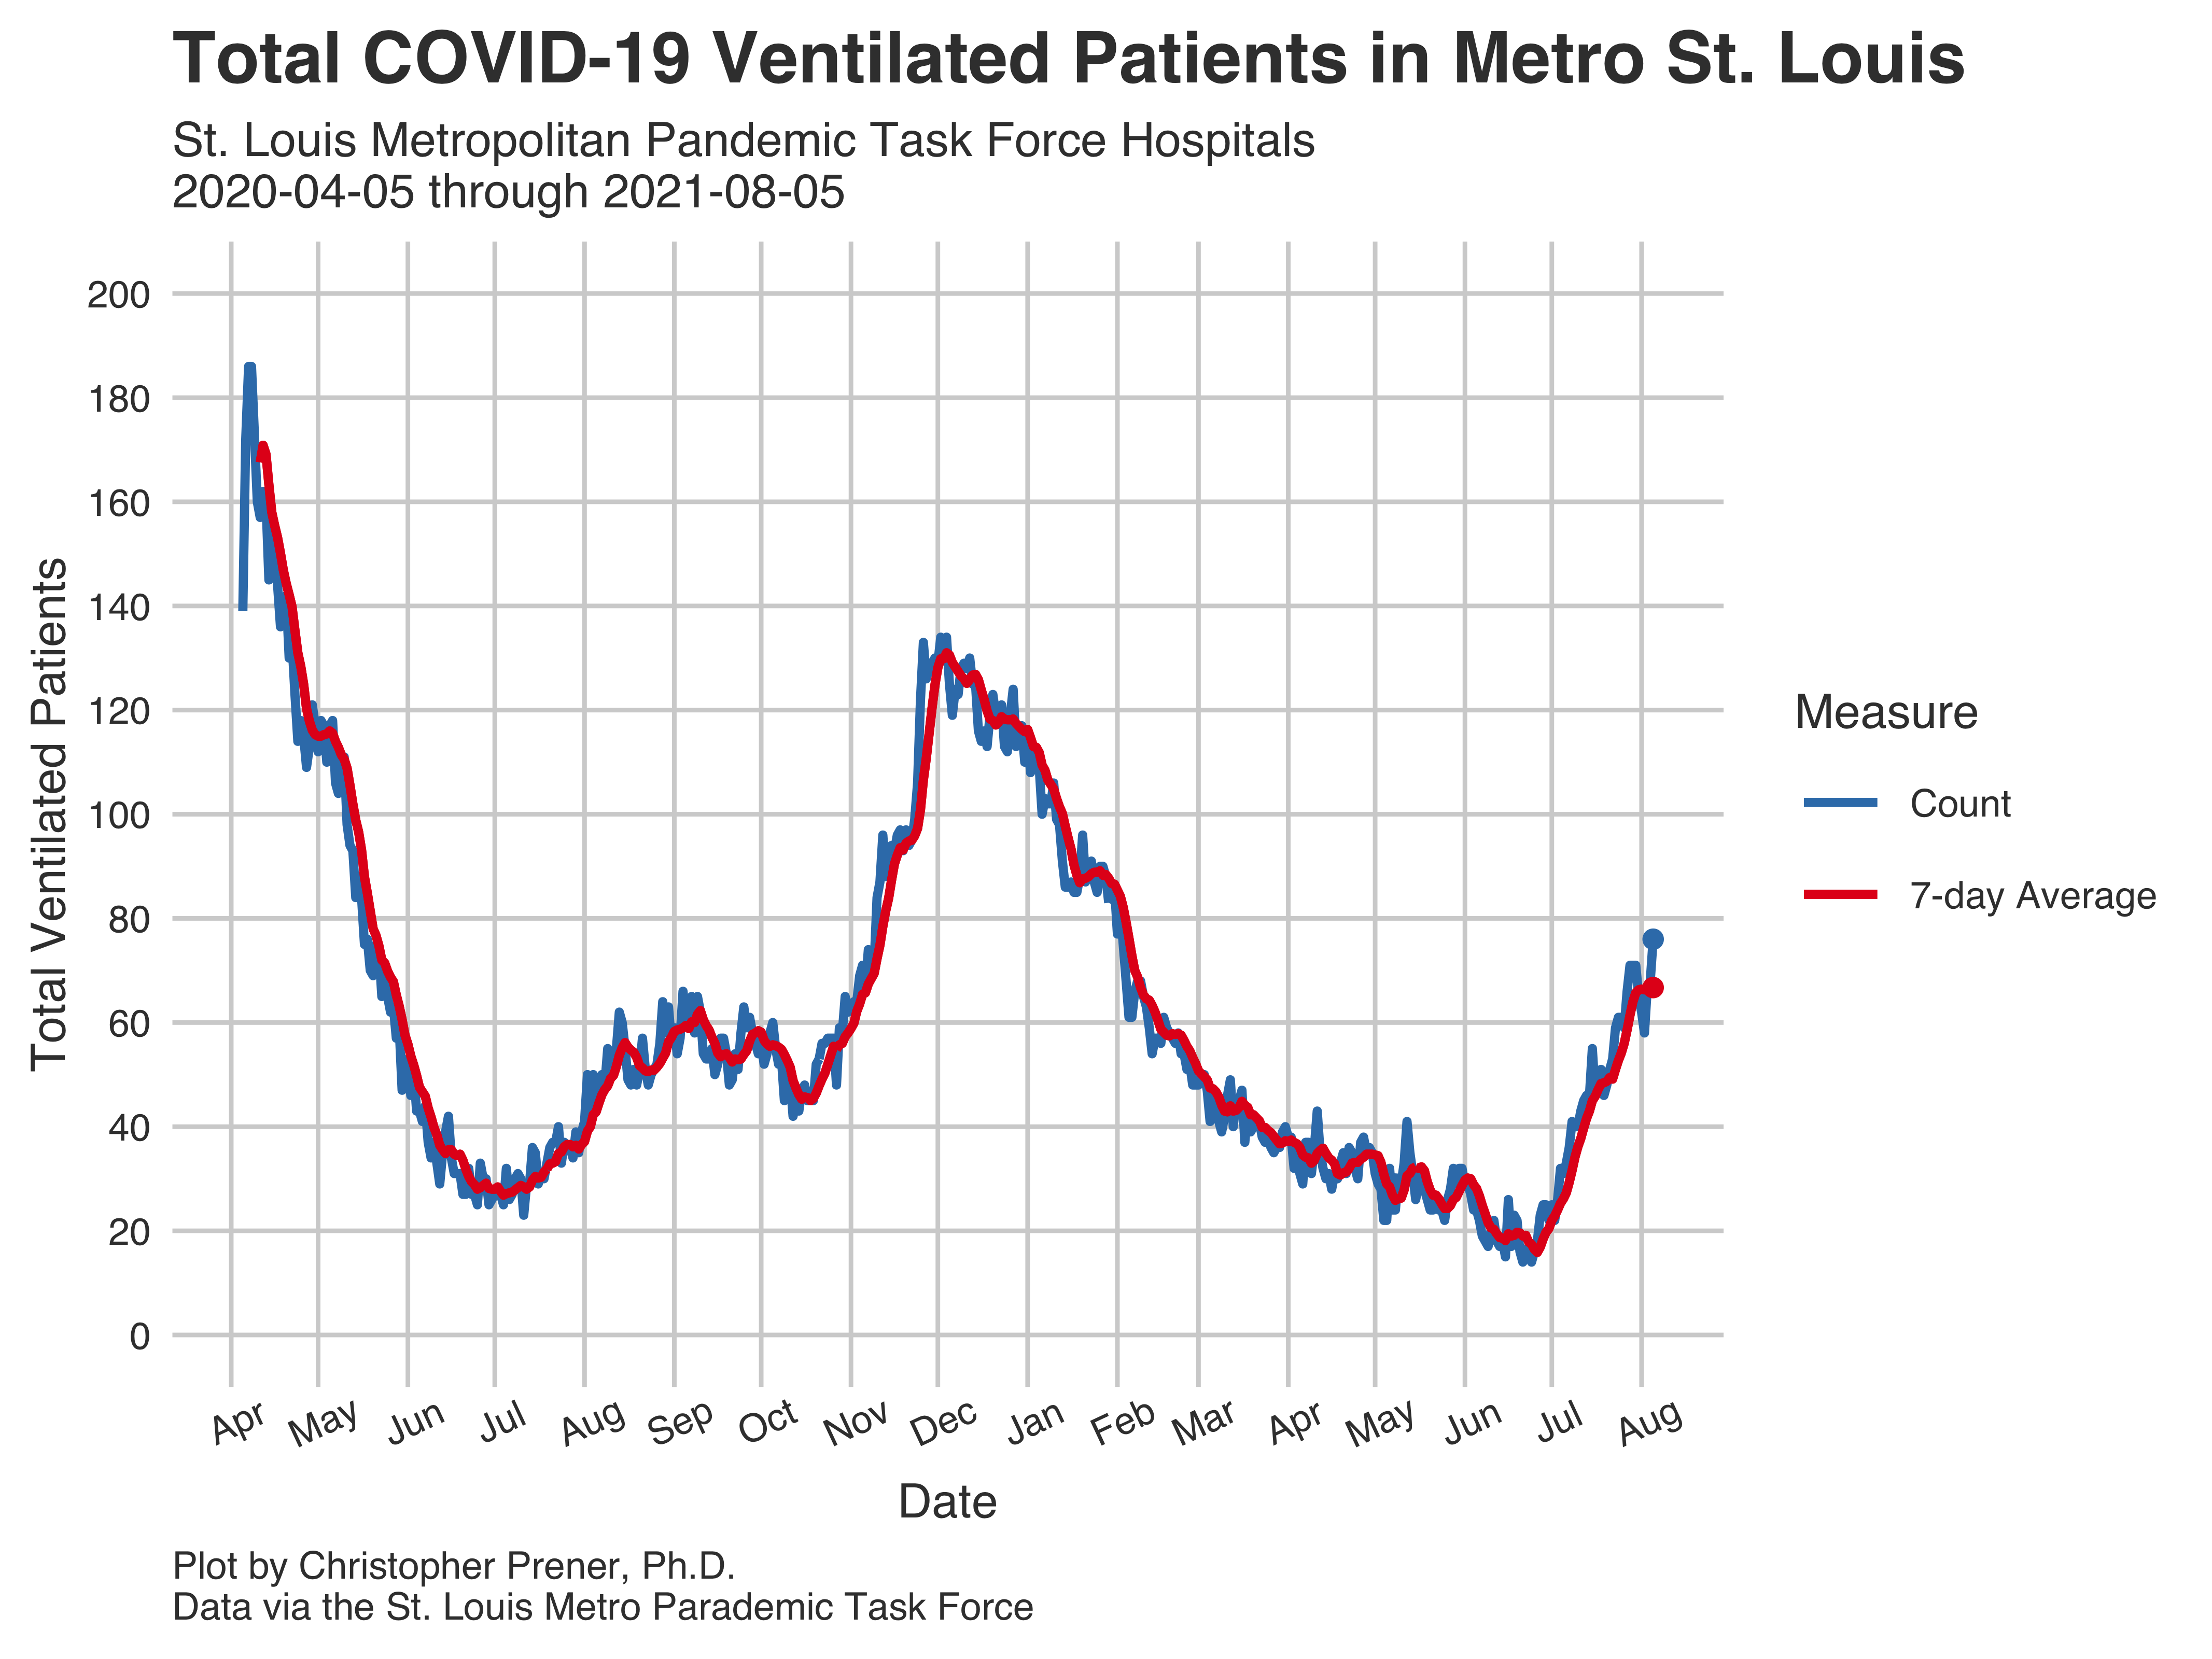 Total COVID-19 Ventilated Patients in Metro St. Louis
St. Louis Metropolitan Pandemic Task Force Hospitals
2020-04-05 through 2021-08-05
Total Ventilated Patients
200
180
160
140
120
100
80
60
40
20
0
Apr
May
Jun
Jul
Aug
Sep
Oct
Nov
Dec
Jan
Feb
Mar
Apr
May
Jun
Jul
Aug
Date
Measure
Count
7-day Average
Plot by Christopher Prener, Ph.D.
Data via the St. Louis Metro Parademic Task Force